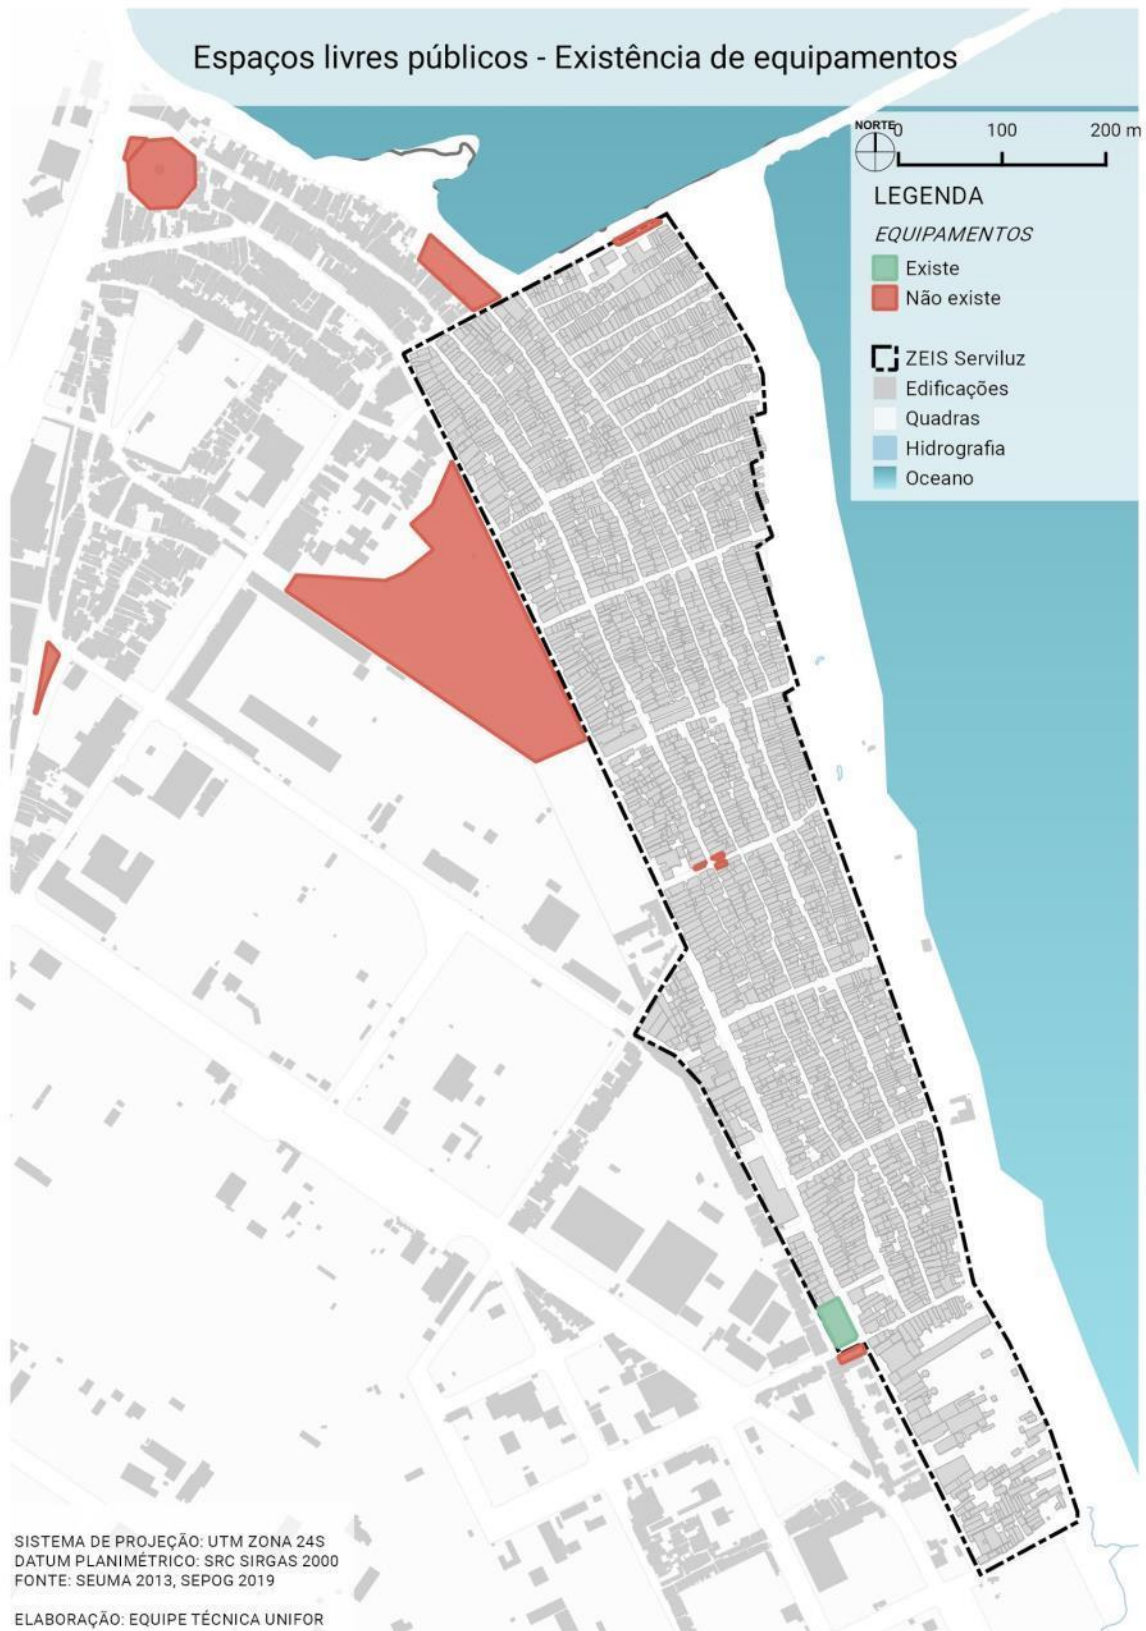 Espaços livres públicos - Existência de equipamentos
NORTE
0 100 200 m
LEGENDA
EQUIPAMENTOS
Existe
Não existe
ZEIS Serviluz
Edificações
Quadras
Hidrografia
Oceano
SISTEMA DE PROJEÇÃO: UTM ZONA 24S
DATUM PLANIMÉTRICO: SRC SIRGAS 2000
FONTE: SEUMA 2013, SEPOG 2019
ELABORAÇÃO: EQUIPE TÉCNICA UNIFOR